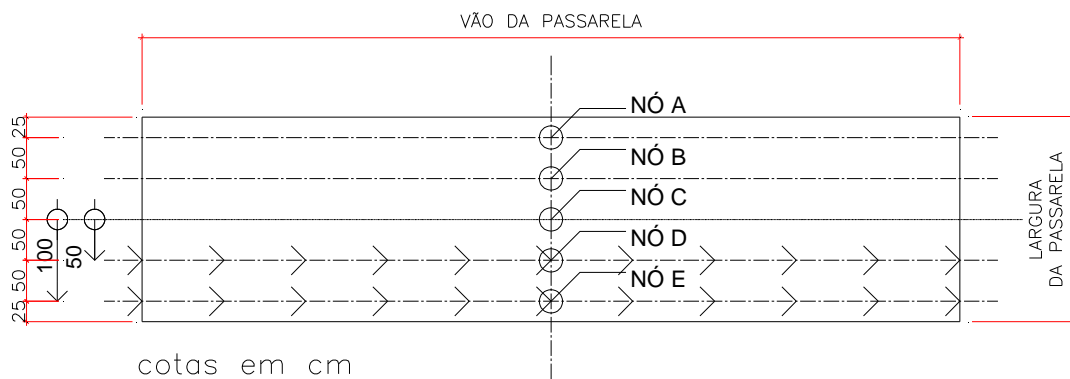 VÃO DA PASSARELA
NÓ A
NÓ B
NÓ C
NÓ D
NÓ E
25
50
50
50
50
25
100
50
LARGURA
DA PASSARELA
cotas em cm